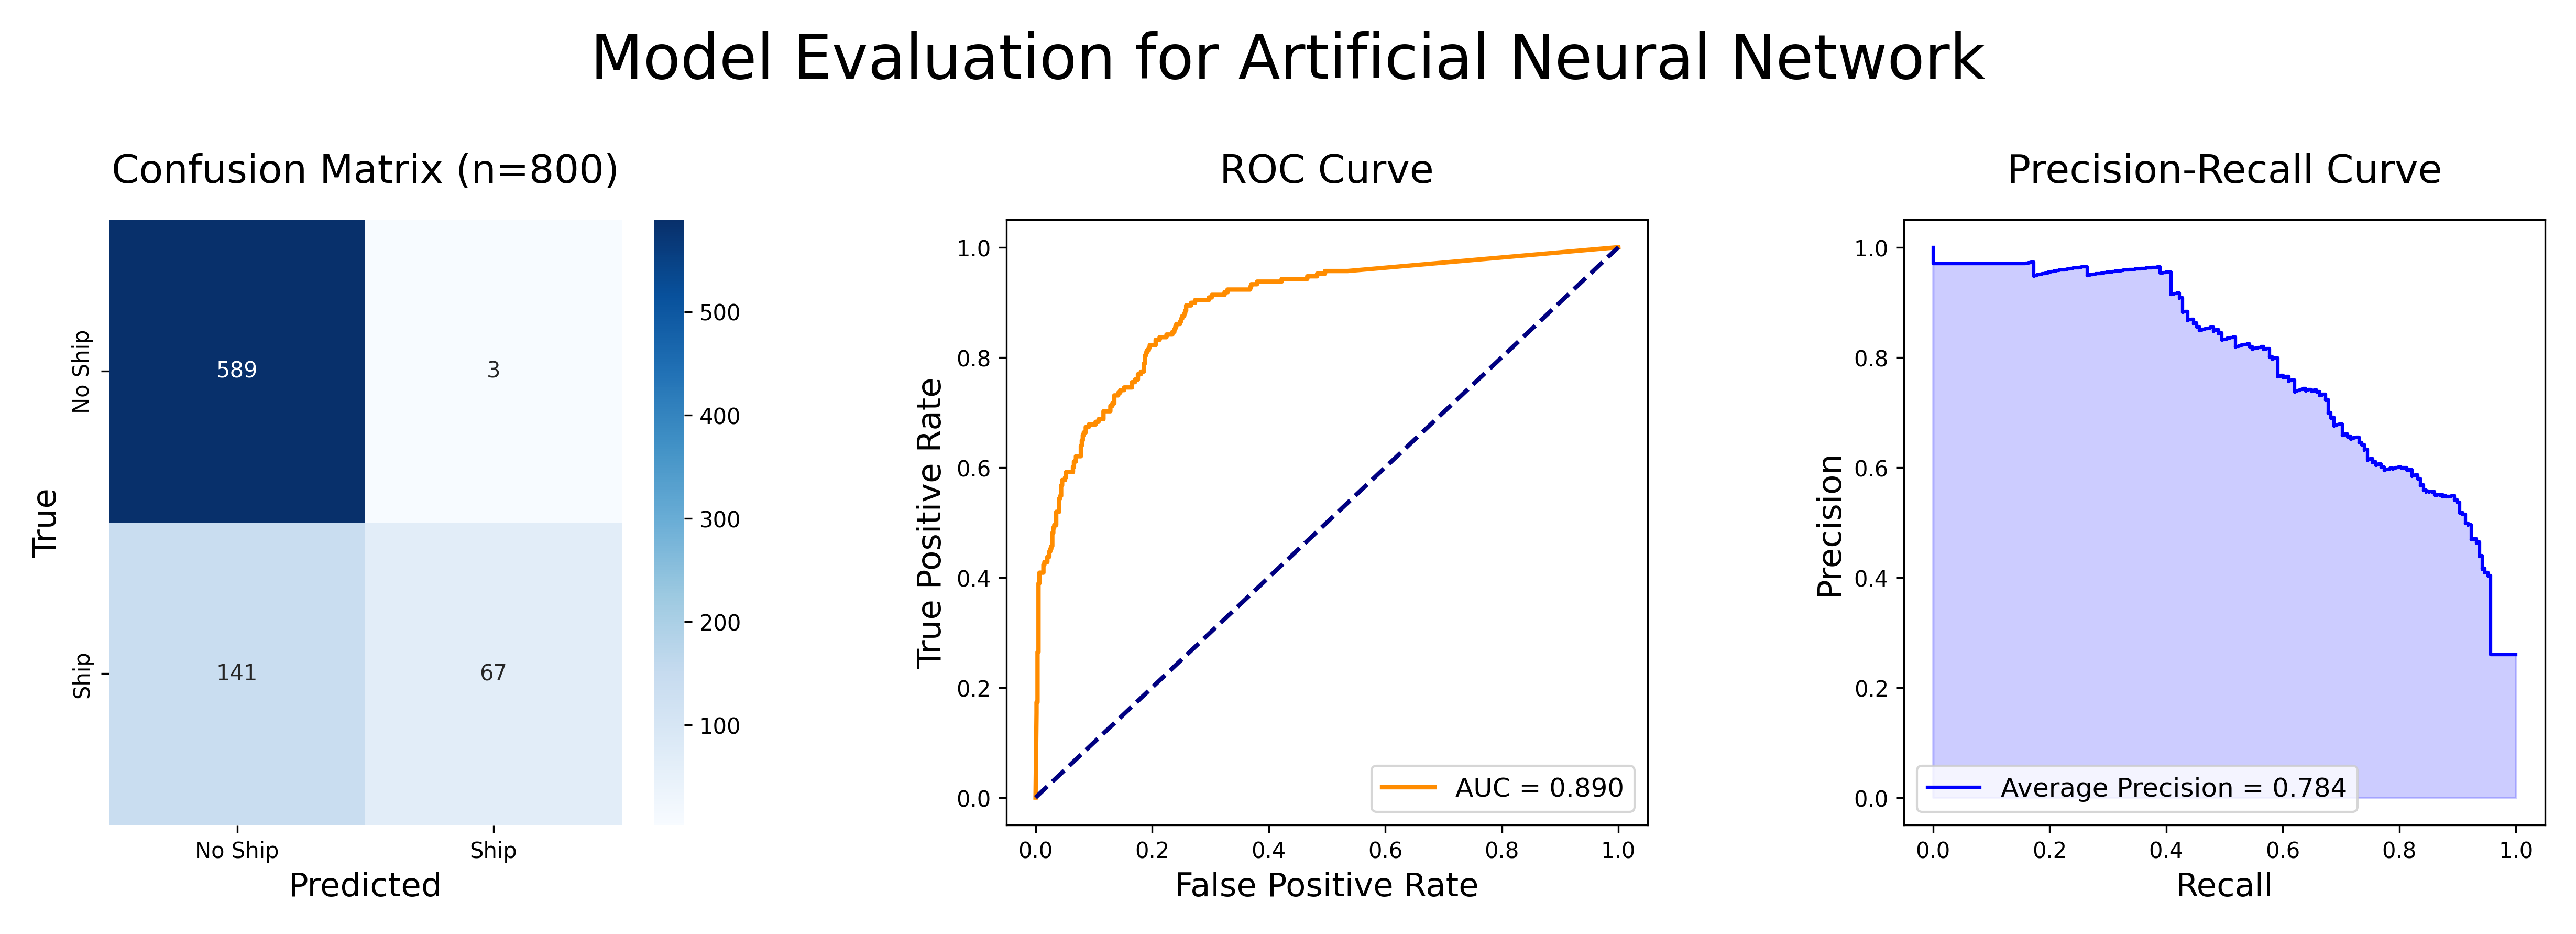 Model Evaluation for Artificial Neural Network
Confusion Matrix (n=800)
No Ship
Ship
True
589
3
141
67
No Ship
Ship
Predicted
500
400
300
200
100
ROC Curve
True Positive Rate
1.0
0.8
0.6
0.4
0.2
0.0
AUC = 0.890
0.0
0.2
0.4
0.6
0.8
1.0
False Positive Rate
Precision-Recall Curve
Precision
1.0
0.8
0.6
0.4
0.2
0.0
Average Precision = 0.784
0.0
0.2
0.4
0.6
0.8
1.0
Recall